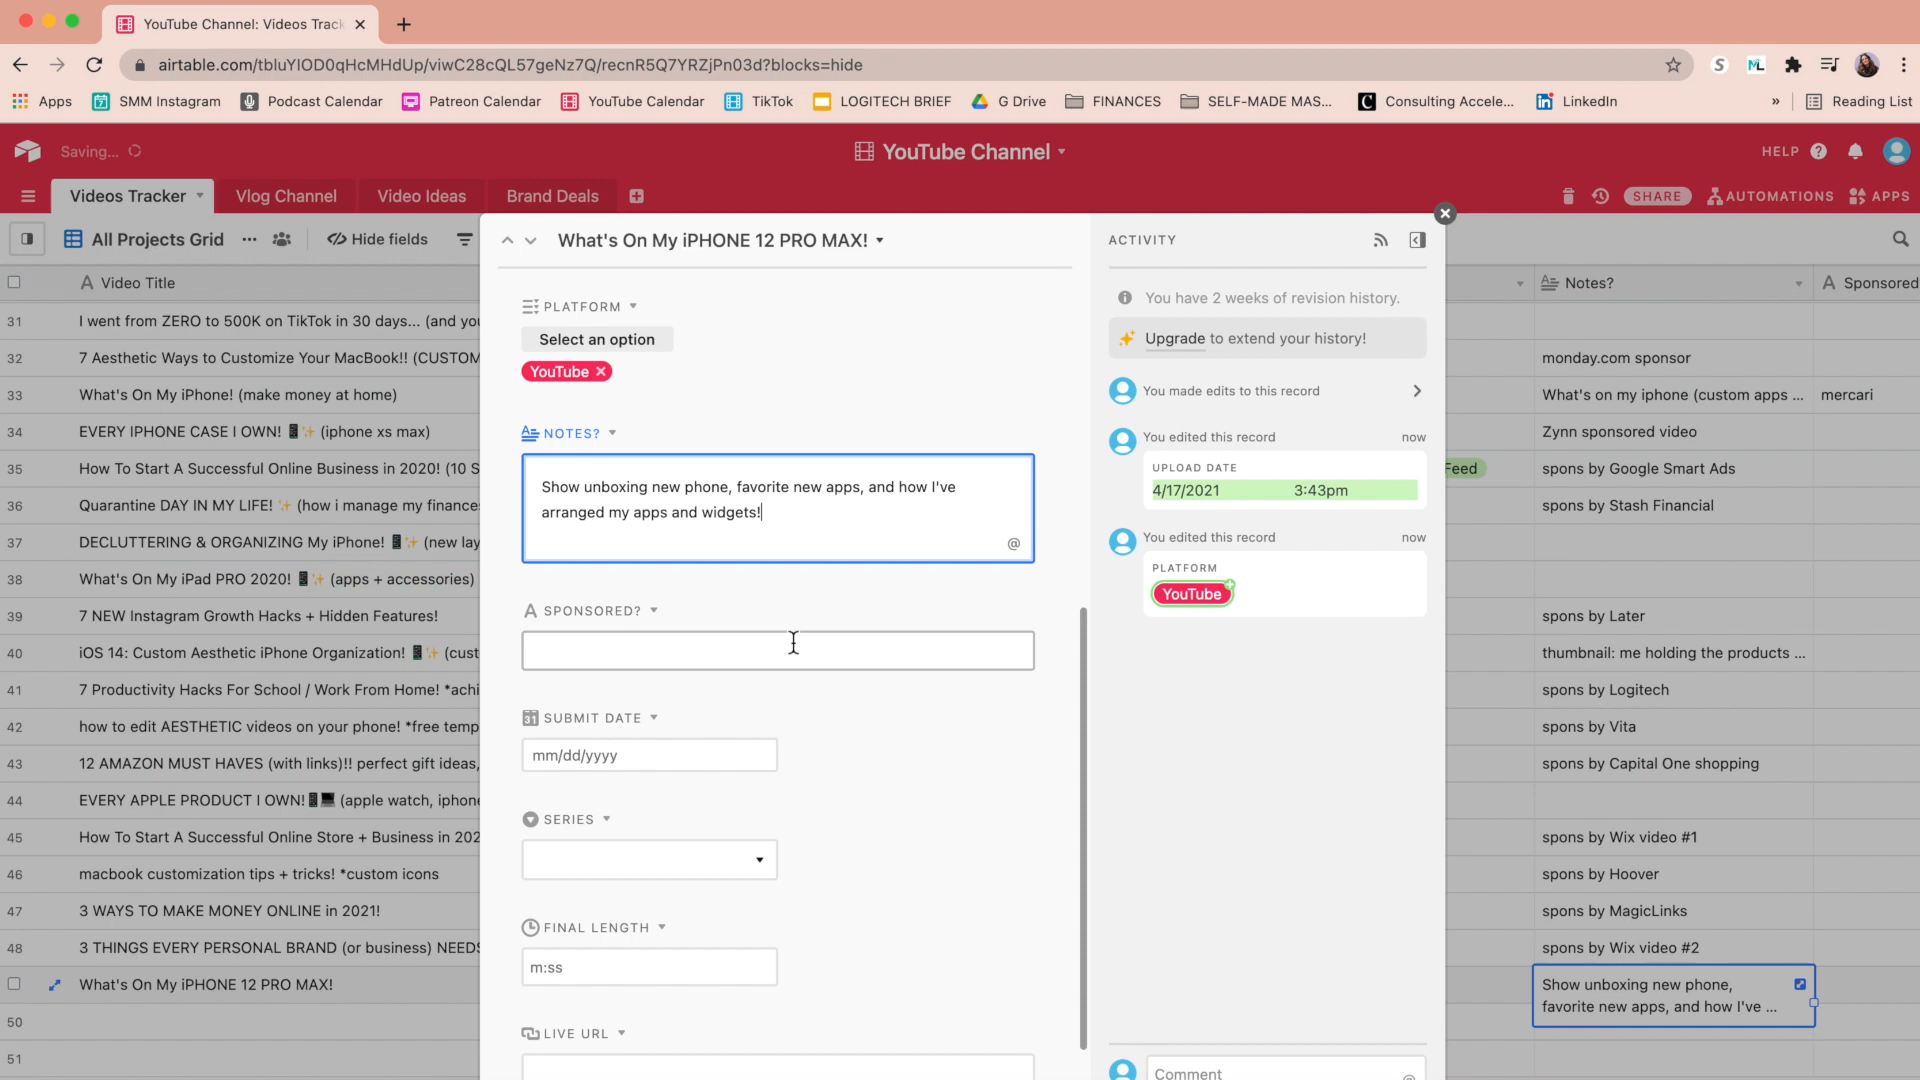 YouTube Channel: Videos Track
airtable.com/tbluYIOD0qHcMHdUp/viwC28cQL57geNz7Q/recnR5Q7YRZjPn03d?blocks=hide
Apps
SMM Instagram
Podcast Calendar
Patreon Calendar
YouTube Calendar
TikTok
LOGITECH BRIEF
G Drive
FINANCES
SELF-MADE MAS...
Consulting Accele...
LinkedIn
»
Reading List
Saving...
YouTube Channel
HELP
Videos Tracker
Vlog Channel
Video Ideas
Brand Deals
SHARE
AUTOMATIONS
APPS
All Projects Grid
Hide fields
Video Title
31 I went from ZERO to 500K on TikTok in 30 days... (and you
32 7 Aesthetic Ways to Customize Your MacBook!! (CUSTOM
33 What's On My iPhone! (make money at home)
34 EVERY IPHONE CASE I OWN! 📱✨ (iphone xs max)
35 How To Start A Successful Online Business in 2020! (10 S
36 Quarantine DAY IN MY LIFE! ✨ (how i manage my finance
37 DECLUTTERING & ORGANIZING My iPhone! 📱✨ (new lay
38 What's On My iPad PRO 2020! 📱✨ (apps + accessories)
39 7 NEW Instagram Growth Hacks + Hidden Features!
40 iOS 14: Custom Aesthetic iPhone Organization! 📱✨ (cust
41 7 Productivity Hacks For School / Work From Home! *achi
42 how to edit AESTHETIC videos on your phone! *free temp
43 12 AMAZON MUST HAVES (with links)!! perfect gift ideas,
44 EVERY APPLE PRODUCT I OWN!📱💻 (apple watch, iphone
45 How To Start A Successful Online Store + Business in 202
46 macbook customization tips + tricks! *custom icons
47 3 WAYS TO MAKE MONEY ONLINE in 2021!
48 3 THINGS EVERY PERSONAL BRAND (or business) NEEDS
What's On My iPHONE 12 PRO MAX!
50
51
What's On My iPHONE 12 PRO MAX!
PLATFORM
Select an option
YouTube
NOTES?
Show unboxing new phone, favorite new apps, and how I've
arranged my apps and widgets!
@
SPONSORED?
SUBMIT DATE
mm/dd/yyyy
SERIES
FINAL LENGTH
m:ss
LIVE URL
ACTIVITY
You have 2 weeks of revision history.
Upgrade to extend your history!
You made edits to this record
You edited this record now
UPLOAD DATE
4/17/2021 3:43pm
You edited this record now
PLATFORM
YouTube
Comment
@
Notes?
Sponsored
monday.com sponsor
What's on my iphone (custom apps ...
mercari
Zynn sponsored video
Feed
spons by Google Smart Ads
spons by Stash Financial
spons by Later
thumbnail: me holding the products ...
spons by Logitech
spons by Vita
spons by Capital One shopping
spons by Wix video #1
spons by Hoover
spons by MagicLinks
spons by Wix video #2
Show unboxing new phone,
favorite new apps, and how I've ...